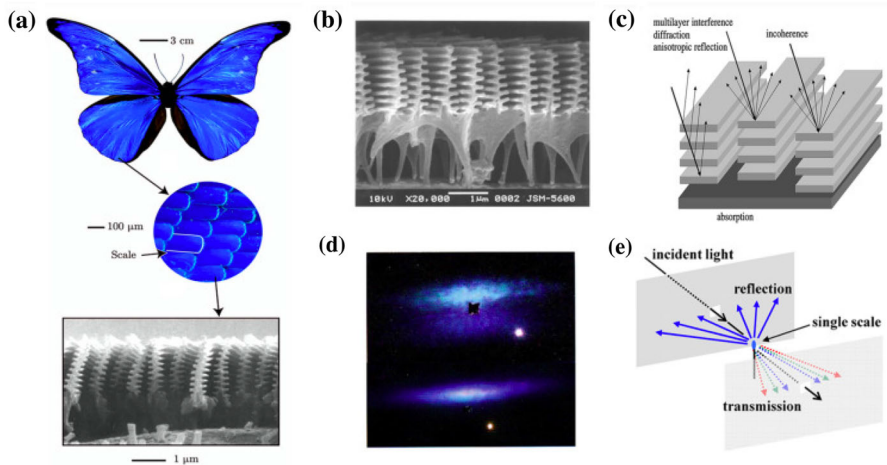 (a)
3 cm
100 μm
Scale
1 μm
(b)
10kV X20,000 1μm 0002 JSM-5600
(c)
multilayer interference
diffraction
anisotropic reflection
incoherence
absorption
(d)
(e)
incident light
reflection
single scale
transmission